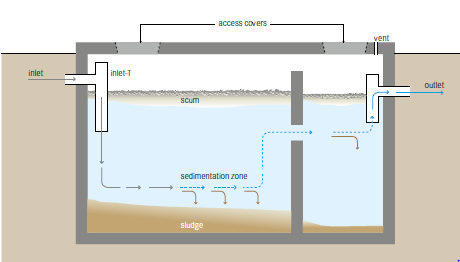 access covers
vent
inlet
inlet-T
outlet
scum
sedimentation zone
sludge